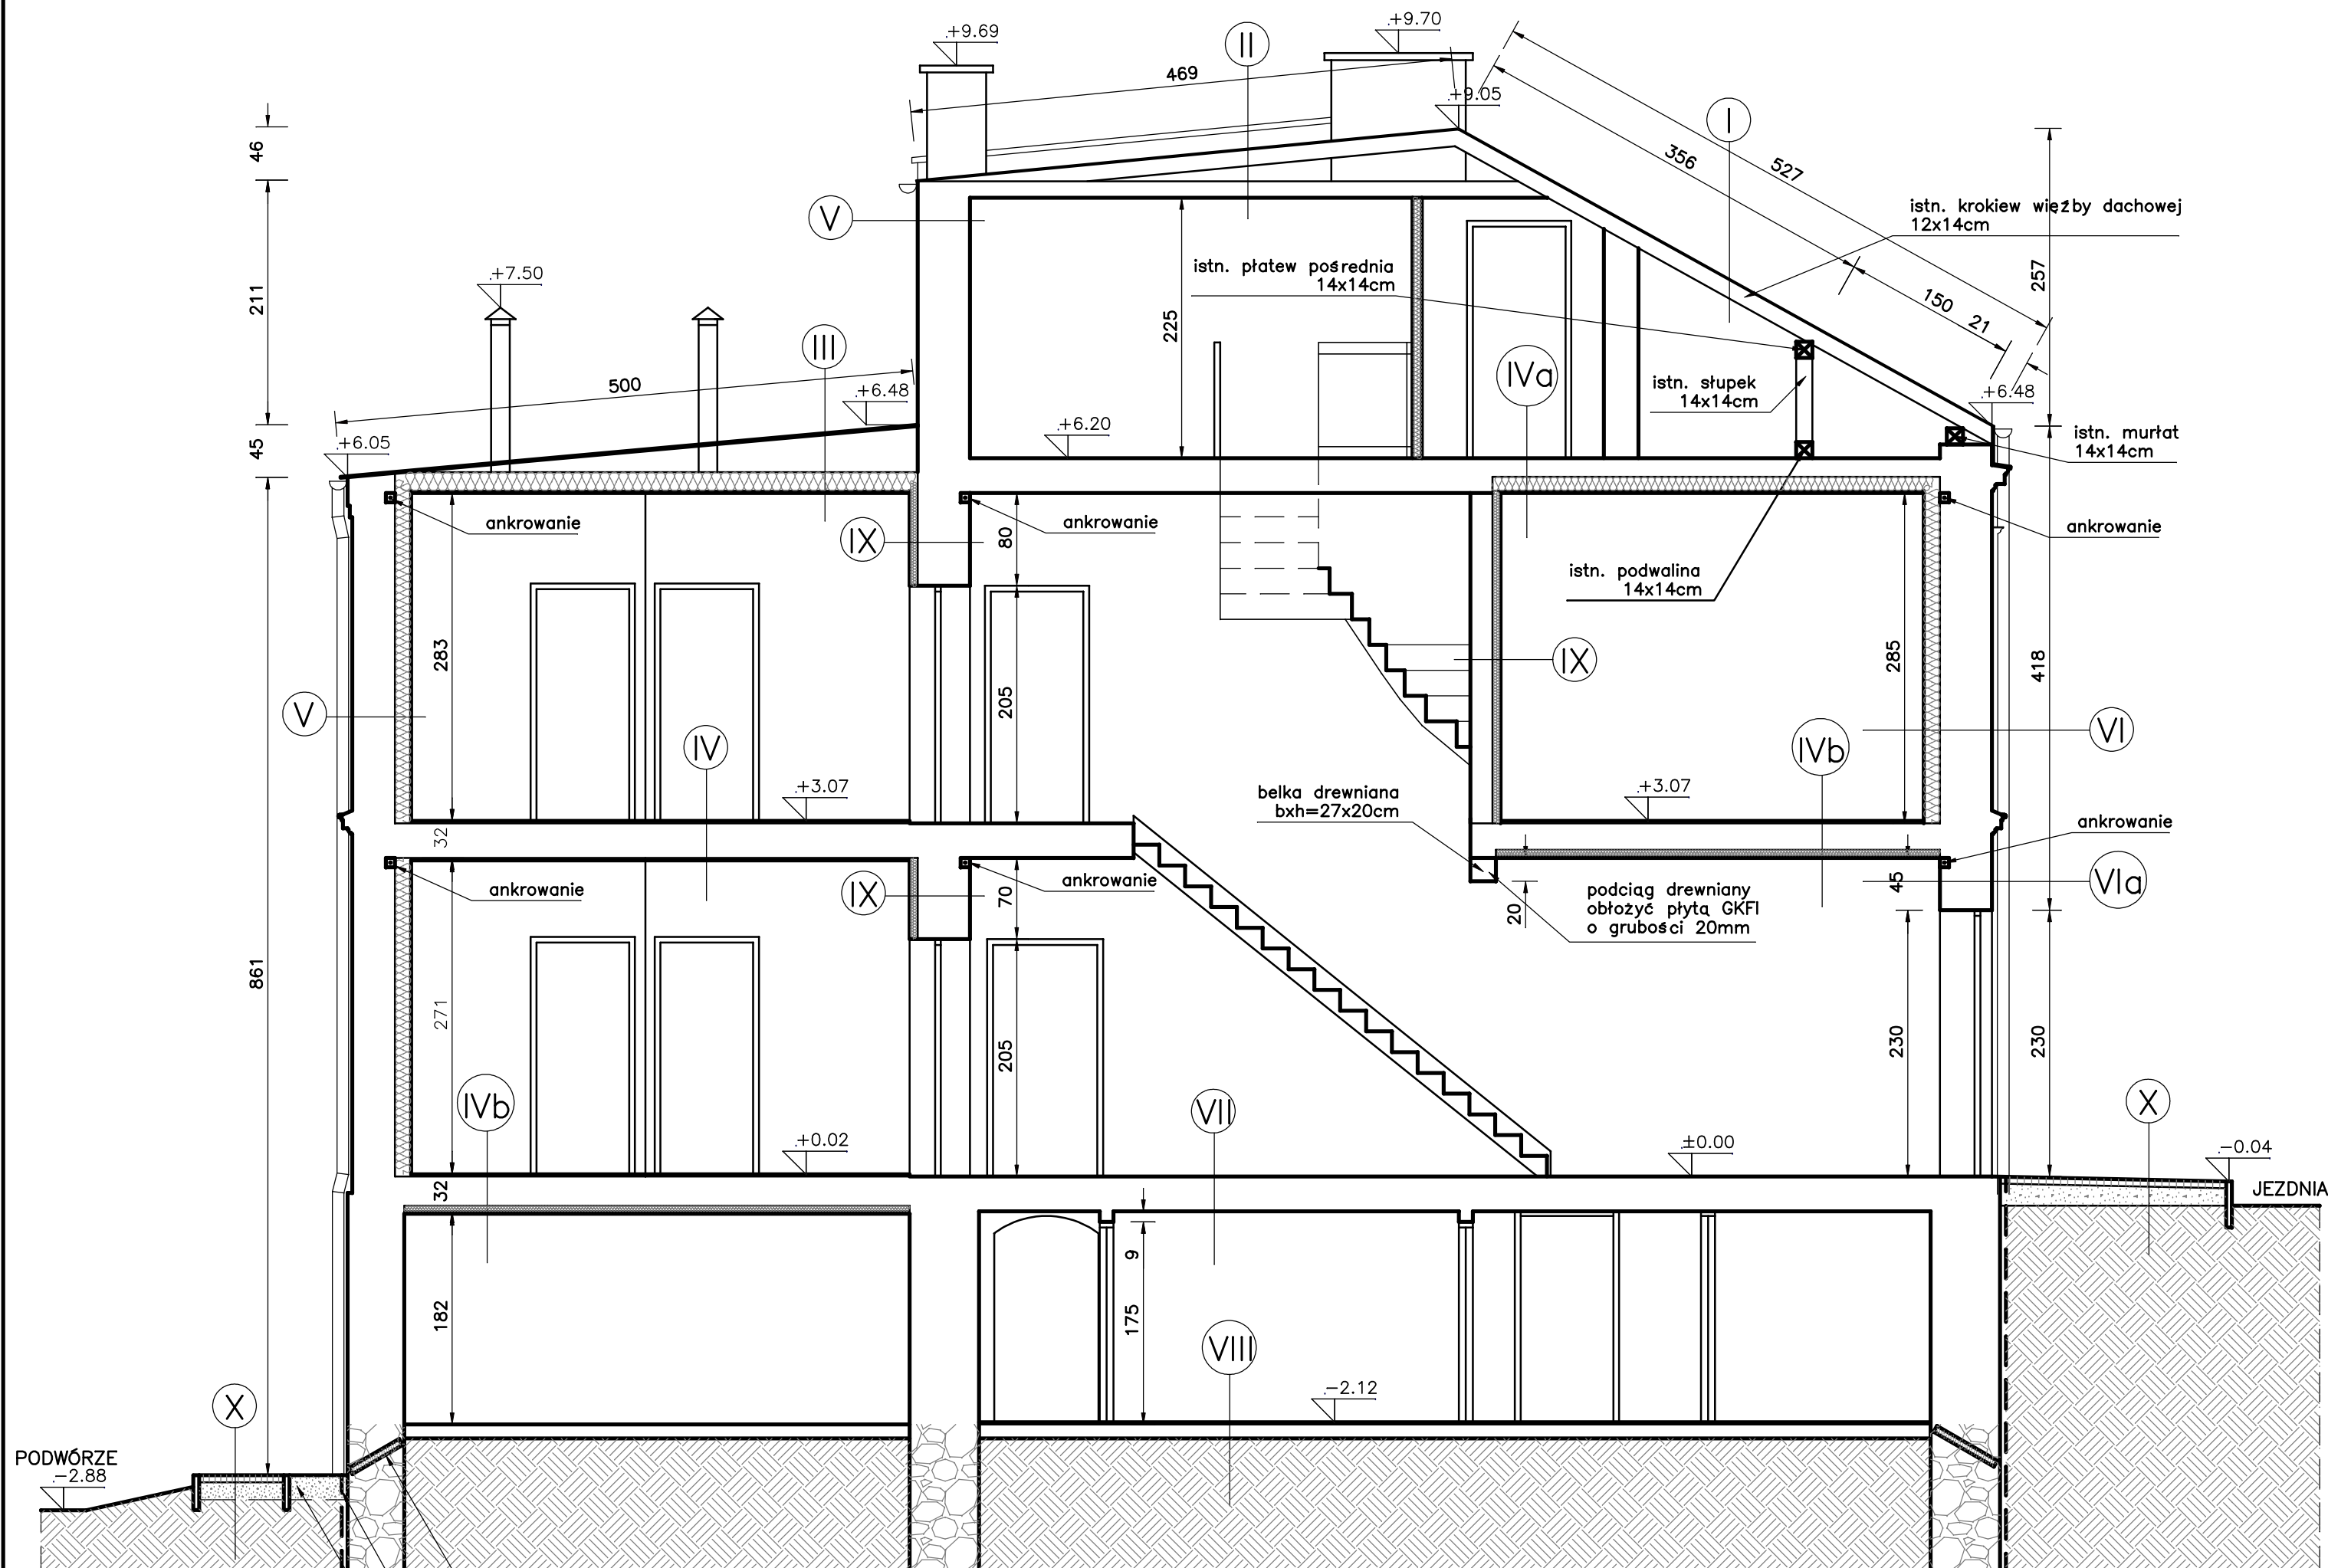 +9.69
+9.70
II
469
+9.05
I
46
356
527
istn. krokiew więźby dachowej
12x14cm
V
istn. płatew pośrednia
14x14cm
257
+7.50
211
225
150
21
III
500
+6.48
IVa
istn. słupek
14x14cm
+6.48
+6.05
45
+6.20
istn. murłat
14x14cm
ankrowanie
IX
80
ankrowanie
ankrowanie
istn. podwalina
14x14cm
283
205
IX
285
418
V
IV
IVb
VI
+3.07
+3.07
belka drewniana
bxh=27x20cm
ankrowanie
32
ankrowanie
IX
70
ankrowanie
20
podciąg drewniany
obłożyć płytą GKFI
o grubości 20mm
45
VIa
861
271
205
230
230
IVb
VII
X
+0.02
±0.00
-0.04
JEZDNIA
32
9
182
175
VIII
-2.12
X
PODWÓRZE
-2.88